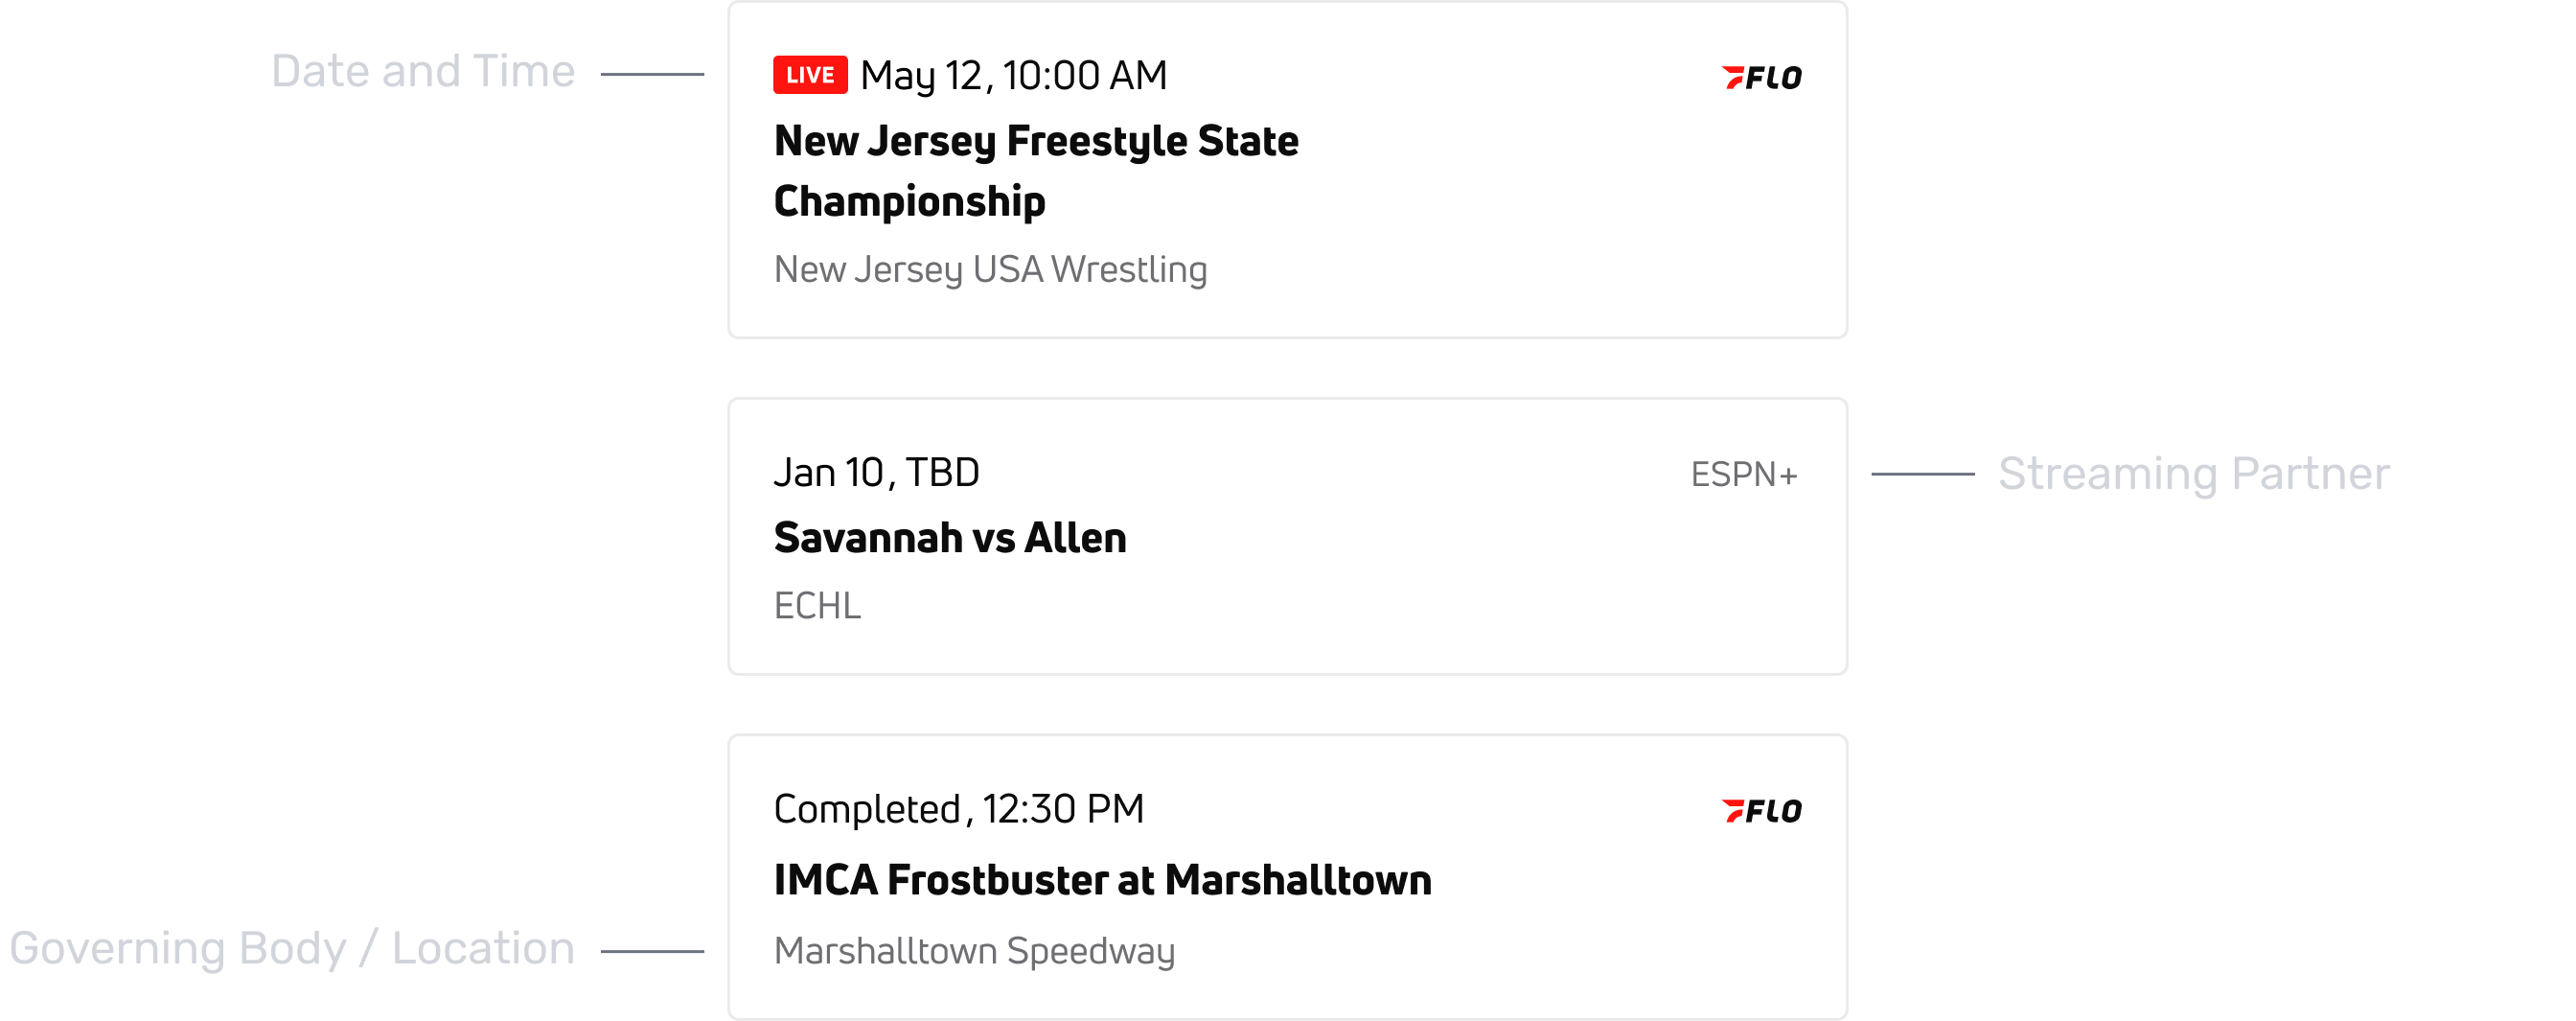 Date and Time
LIVE May 12, 10:00 AM
FLO
New Jersey Freestyle State
Championship
New Jersey USA Wrestling
Jan 10, TBD
ESPN+
Streaming Partner
Savannah vs Allen
ECHL
Completed, 12:30 PM
FLO
IMCA Frostbuster at Marshalltown
Governing Body / Location
Marshalltown Speedway